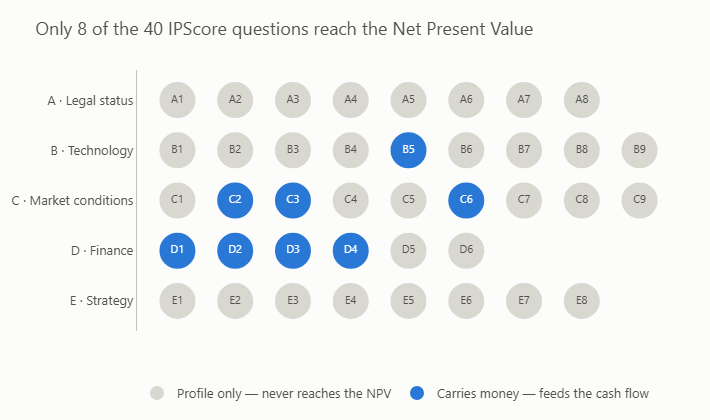 Only 8 of the 40 IPScore questions reach the Net Present Value
A · Legal status A1 A2 A3 A4 A5 A6 A7 A8
B · Technology B1 B2 B3 B4 B5 B6 B7 B8 B9
C · Market conditions C1 C2 C3 C4 C5 C6 C7 C8 C9
D · Finance D1 D2 D3 D4 D5 D6
E · Strategy E1 E2 E3 E4 E5 E6 E7 E8
Profile only — never reaches the NPV Carries money — feeds the cash flow